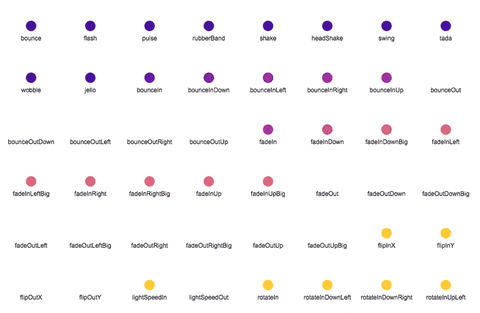 bounce flash pulse rubberBand shake headShake swing tada
wobble jello bounceIn bounceInDown bounceInLeft bounceInRight bounceInUp bounceOut
bounceOutDown bounceOutLeft bounceOutRight bounceOutUp fadeIn fadeInDown fadeInDownBig fadeInLeft
fadeInLeftBig fadeInRight fadeInRightBig fadeInUp fadeInUpBig fadeOut fadeOutDown fadeOutDownBig
fadeOutLeft fadeOutLeftBig fadeOutRight fadeOutRightBig fadeOutUp fadeOutUpBig flipInX flipInY
flipOutX flipOutY lightSpeedIn lightSpeedOut rotateIn rotateInDownLeft rotateInDownRight rotateInUpLeft